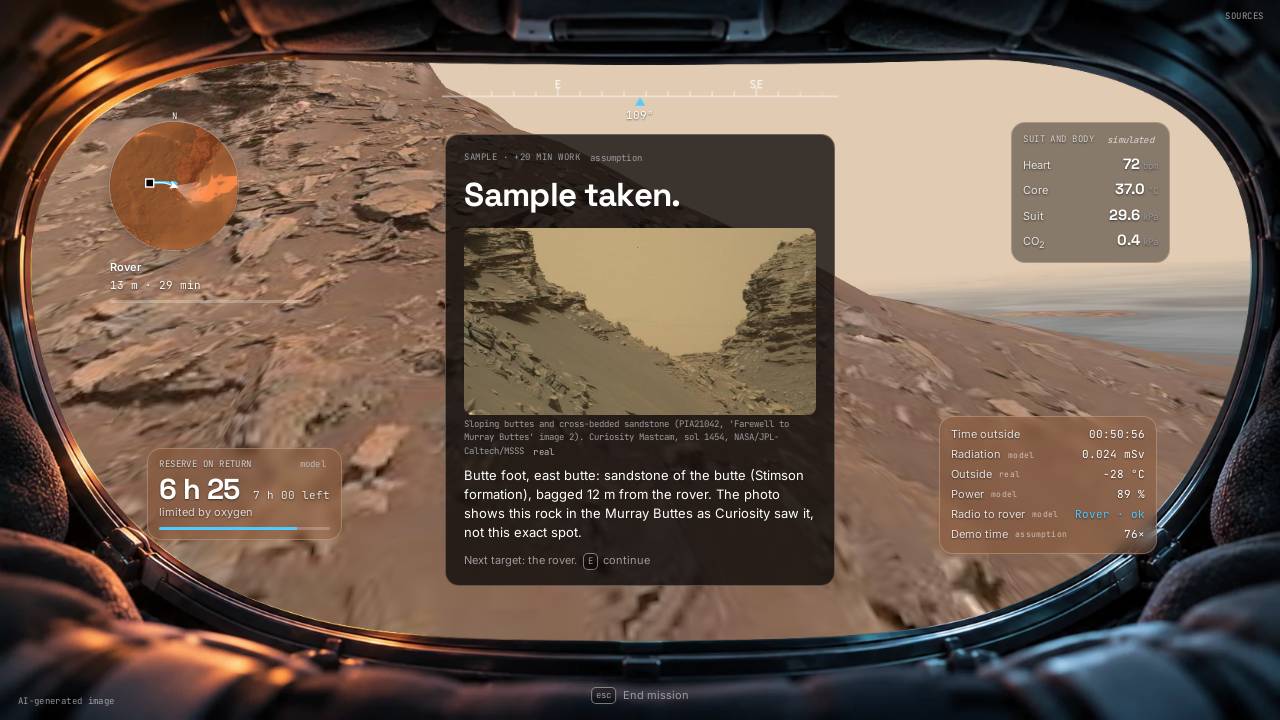 SOURCES
E
SE
109°
N
Rover
13 m · 29 min
SAMPLE · +20 MIN WORK assumption
Sample taken.
Sloping buttes and cross-bedded sandstone (PIA21042, 'Farewell to
Murray Buttes' image 2). Curiosity Mastcam, sol 1454, NASA/JPL-
Caltech/MSSS real
Butte foot, east butte: sandstone of the butte (Stimson
formation), bagged 12 m from the rover. The photo
shows this rock in the Murray Buttes as Curiosity saw it,
not this exact spot.
Next target: the rover. E continue
SUIT AND BODY simulated
Heart 72 bpm
Core 37.0 °C
Suit 29.6 kPa
CO2 0.4 kPa
RESERVE ON RETURN model
6 h 25 7 h 00 left
limited by oxygen
Time outside 00:50:56
Radiation model 0.024 mSv
Outside real -28 °C
Power model 89 %
Radio to rover model Rover · ok
Demo time assumption 76×
esc End mission
AI-generated image